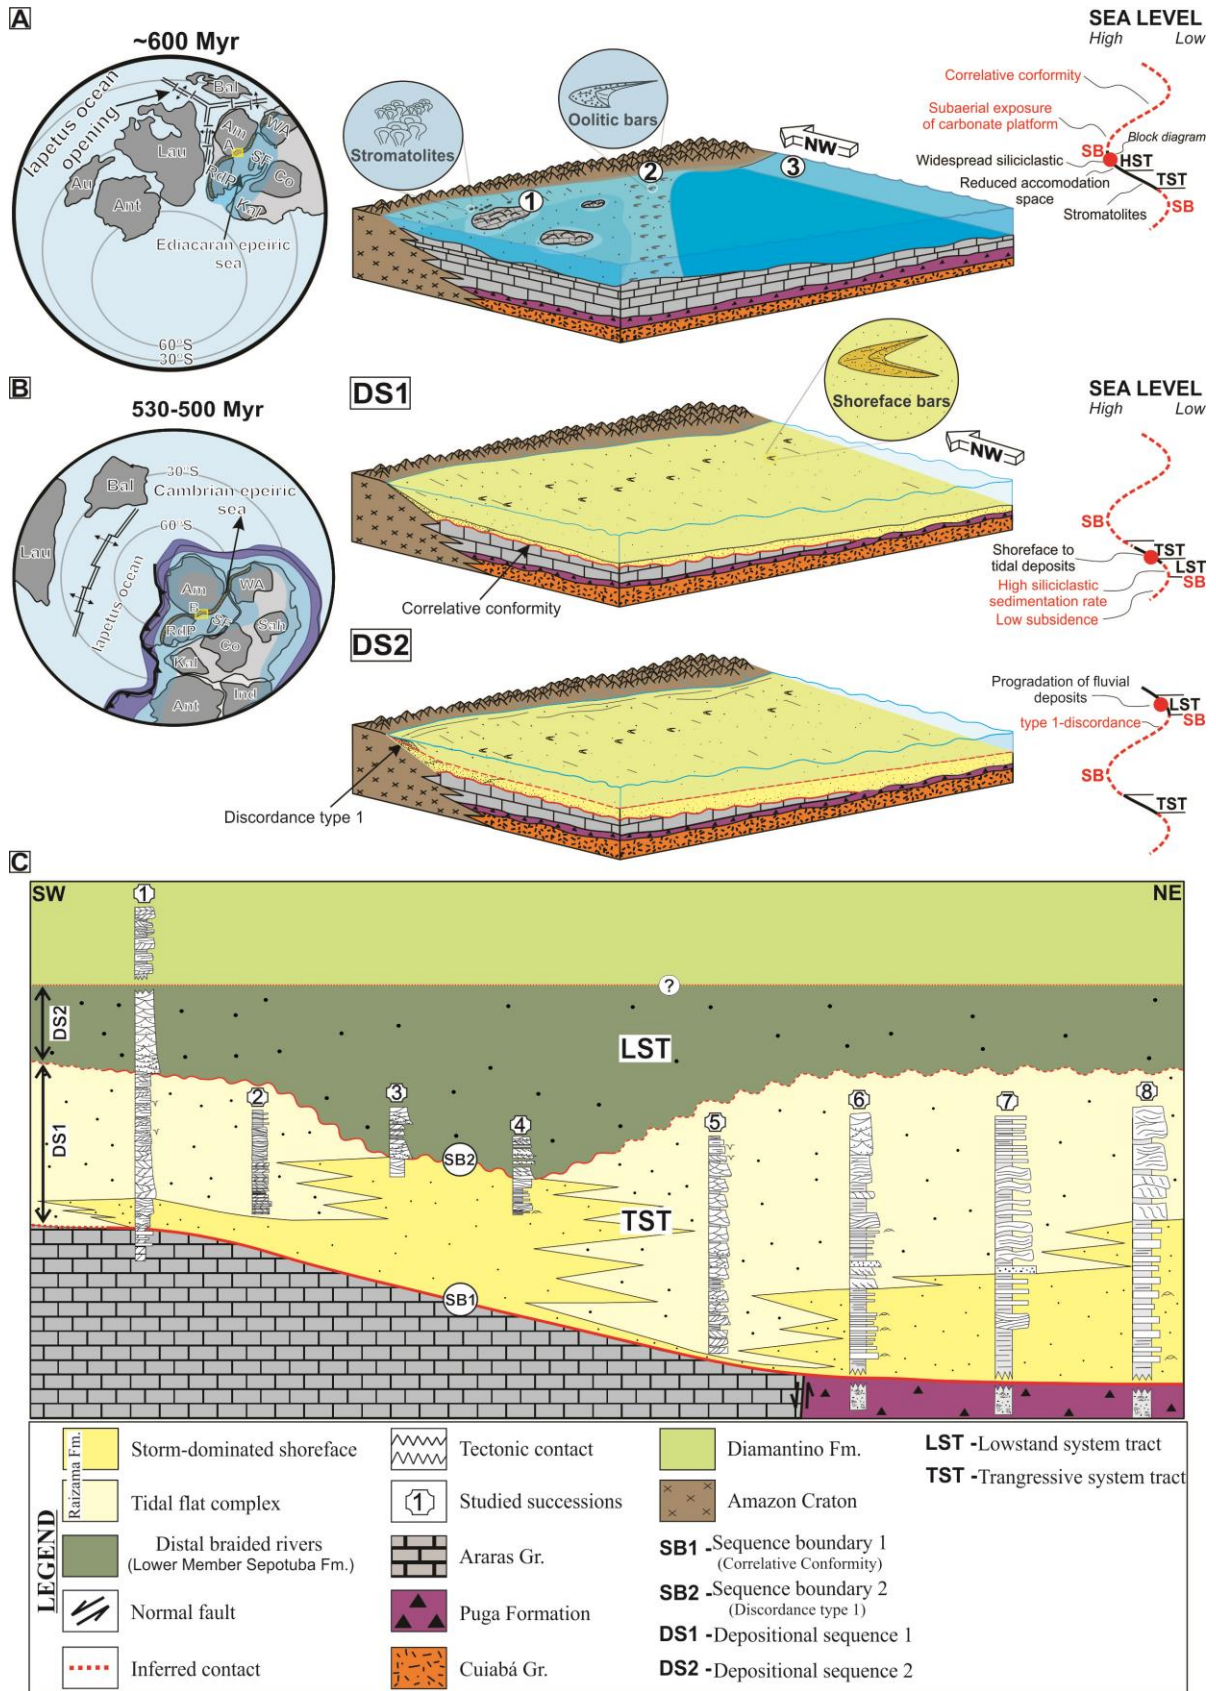 A
~600 Myr
Iapetus ocean
opening
Bal
Lau
Am
A
WA
SF
RdP
Co
Kal
Au
Ant
Ediacaran epeiric
sea
60°S
30°S
Stromatolites
Oolitic bars
NW
1
2
3
SEA LEVEL
High Low
Correlative conformity
Subaerial exposure
of carbonate platform
SB
Block diagram
Widespread siliciclastic
HST
Reduced accomodation
space
TST
Stromatolites
SB
B
530-500 Myr
Bal
30°S
Cambrian epeiric
sea
60°S
Lau
Iapetus ocean
Am
B
WA
RdP
SF
Co
Sah
Kal
Ant
Ind
DS1
Shoreface bars
NW
Correlative conformity
SEA LEVEL
High Low
SB
Shoreface to
tidal deposits
TST
LST
High siliciclastic
sedimentation rate
SB
Low subsidence
DS2
Discordance type 1
Progradation of fluvial
deposits
LST
type 1-discordance
SB
SB
TST
C
SW
NE
1
?
DS2
LST
DS1
2
3
4
5
6
7
8
SB2
TST
SB1
LEGEND
Raizama Fm.
Storm-dominated shoreface
Tidal flat complex
Distal braided rivers
(Lower Member Sepotuba Fm.)
Normal fault
Inferred contact
Tectonic contact
1
Studied successions
Araras Gr.
Puga Formation
Cuiabá Gr.
Diamantino Fm.
Amazon Craton
SB1 -Sequence boundary 1
(Correlative Conformity)
SB2 -Sequence boundary 2
(Discordance type 1)
DS1 -Depositional sequence 1
DS2 -Depositional sequence 2
LST -Lowstand system tract
TST -Trangressive system tract